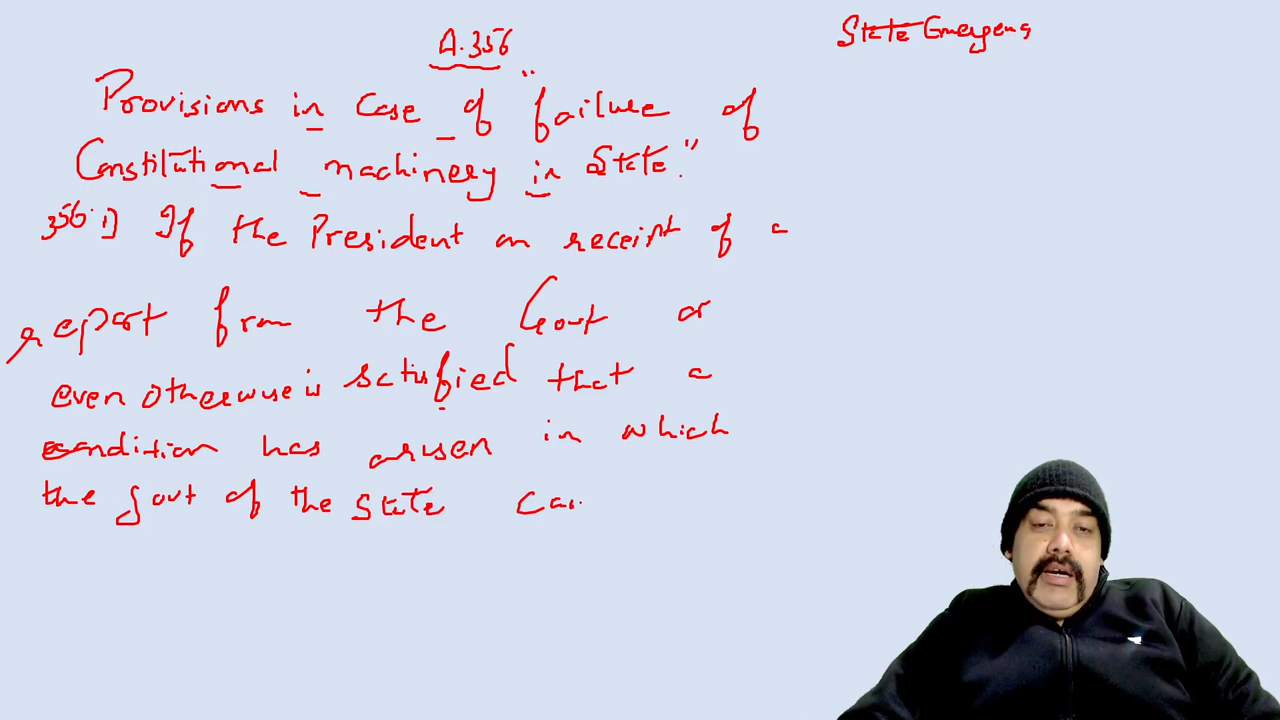 A.356
State Emergen
Provisions in Case of "failure of
Constitutional machinery in State."
356.1) If the President on receipt of a
report from the Govt or
even otherwise is satisfied that a
condition has arisen in which
the govt of the State Can